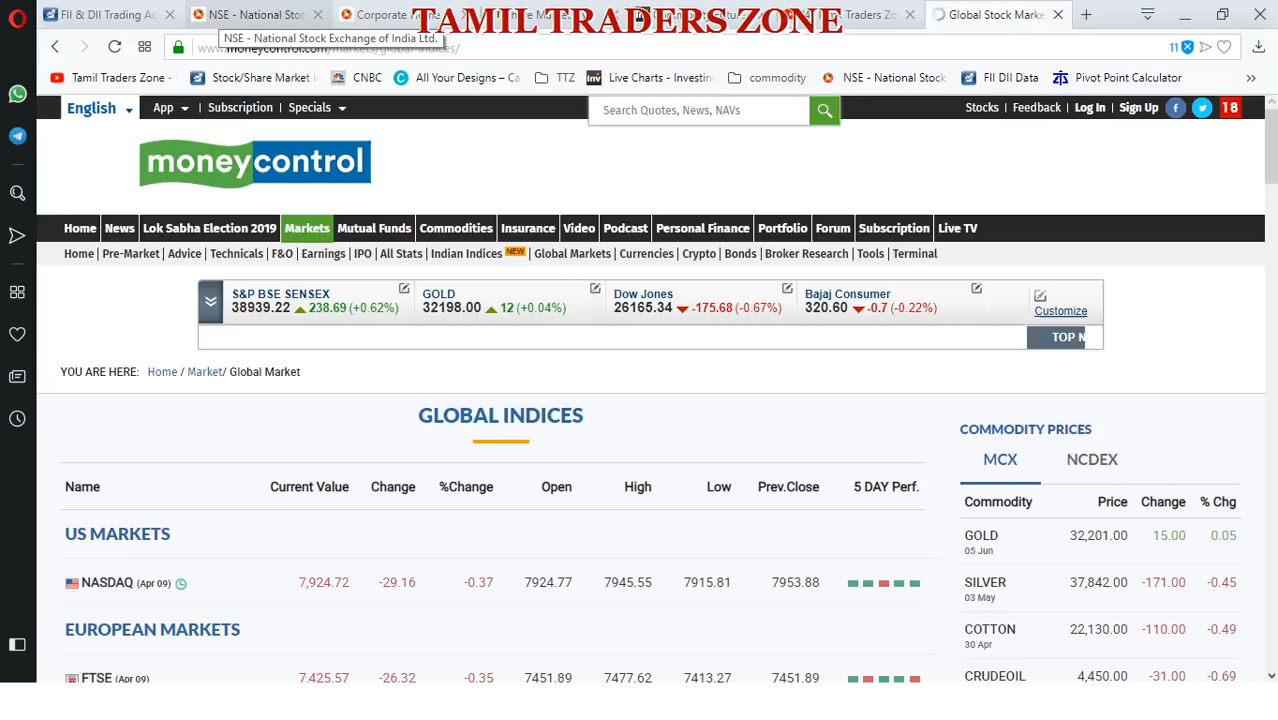 TAMIL TRADERS ZONE
FII & DII Trading Ac
NSE - National Stoc
Corporate
Global Stock Marke
NSE - National Stock Exchange of India Ltd.
www.moneycontrol.com/markets/global-indices/
11
Tamil Traders Zone -
Stock/Share Market
CNBC
All Your Designs – Ca
TTZ
inv Live Charts - Investin
commodity
NSE - National Stock
FII DII Data
Pivot Point Calculator
English
App | Subscription | Specials
Search Quotes, News, NAVs
Stocks | Feedback | Log In | Sign Up
18
moneycontrol
Home News Lok Sabha Election 2019 Markets Mutual Funds Commodities Insurance Video Podcast Personal Finance Portfolio Forum Subscription Live TV
Home | Pre-Market | Advice | Technicals | F&O | Earnings | IPO | All Stats | Indian Indices NEW | Global Markets | Currencies | Crypto | Bonds | Broker Research | Tools | Terminal
S&P BSE SENSEX
38939.22 238.69 (+0.62%)
GOLD
32198.00 12 (+0.04%)
Dow Jones
26165.34 -175.68 (-0.67%)
Bajaj Consumer
320.60 -0.7 (-0.22%)
Customize
TOP N
YOU ARE HERE: Home / Market/ Global Market
GLOBAL INDICES
Name Current Value Change %Change Open High Low Prev.Close 5 DAY Perf.
US MARKETS
NASDAQ (Apr 09) 7,924.72 -29.16 -0.37 7924.77 7945.55 7915.81 7953.88
EUROPEAN MARKETS
FTSE (Apr 09) 7,425.57 -26.32 -0.35 7451.89 7477.62 7413.27 7451.89
COMMODITY PRICES
MCX NCDEX
Commodity Price Change % Chg
GOLD 32,201.00 15.00 0.05
05 Jun
SILVER 37,842.00 -171.00 -0.45
03 May
COTTON 22,130.00 -110.00 -0.49
30 Apr
CRUDEOIL 4,450.00 -31.00 -0.69